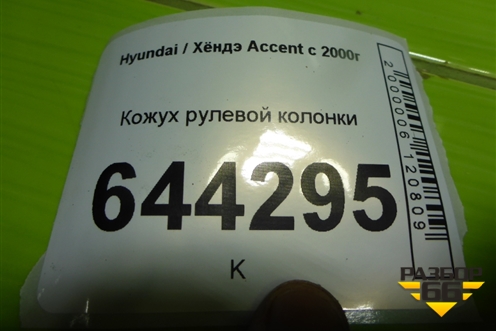 Hyundai / Хёндэ Accent с 2000г
Кожух рулевой колонки
644295
К
2000006120809
РАЗБОР
66